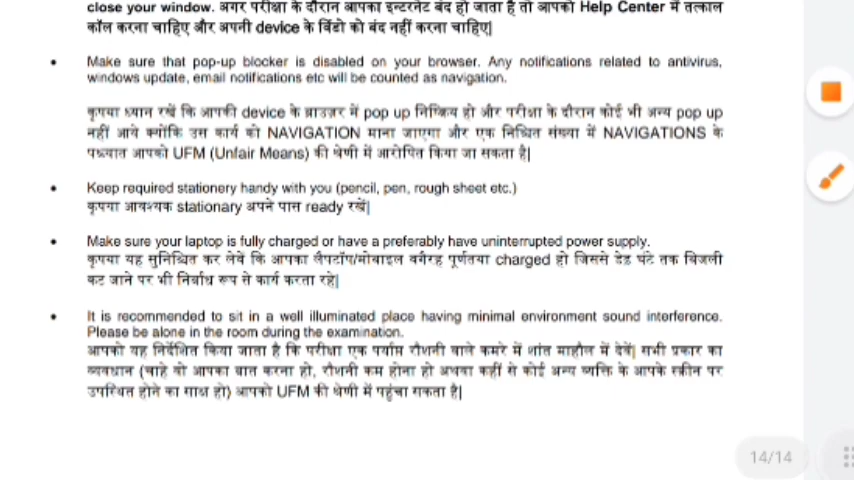 close your window. अगर परीक्षा के दौरान आपका इन्टरनेट बंद हो जाता है तो आपको Help Center में तत्काल
कॉल करना चाहिए और अपनी device के विंडो को बंद नहीं करना चाहिए|
• Make sure that pop-up blocker is disabled on your browser. Any notifications related to antivirus,
windows update, email notifications etc will be counted as navigation.
कृपया ध्यान रखें कि आपकी device के ब्राउज़र में pop up निष्क्रिय हो और परीक्षा के दौरान कोई भी अन्य pop up
नहीं आये क्योंकि उस कार्य को NAVIGATION माना जाएगा और एक निश्चित संख्या में NAVIGATIONS के
पश्चात आपको UFM (Unfair Means) की श्रेणी में आरोपित किया जा सकता है|
• Keep required stationery handy with you (pencil, pen, rough sheet etc.)
कृपया आवश्यक stationary अपने पास ready रखें|
• Make sure your laptop is fully charged or have a preferably have uninterrupted power supply.
कृपया यह सुनिश्चित कर लेवें कि आपका लैपटॉप/मोबाइल वगैरह पूर्णतया charged हो जिससे डेढ़ घंटे तक बिजली
कट जाने पर भी निर्बाध रूप से कार्य करता रहे|
• It is recommended to sit in a well illuminated place having minimal environment sound interference.
Please be alone in the room during the examination.
आपको यह निर्देशित किया जाता है कि परीक्षा एक पर्याप्त रौशनी वाले कमरे में शांत माहौल में देवें| सभी प्रकार का
व्यवधान (चाहे वो आपका बात करना हो, रौशनी कम होना हो अथवा कहीं से कोई अन्य व्यक्ति के आपके स्क्रीन पर
उपस्थित होने का साक्ष हो) आपको UFM की श्रेणी में पहुंचा सकता है|
14/14